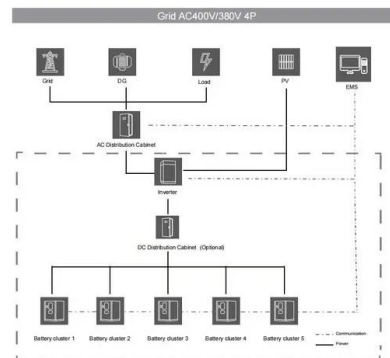 Grid AC400V/380V 4P
Grid
DG
Load
PV
EMS
AC Distribution Cabinet
Inverter
DC Distribution Cabinet (Optional)
Battery cluster 1
Battery cluster 2
Battery cluster 3
Battery cluster 4
Battery cluster 5
Communication
Power